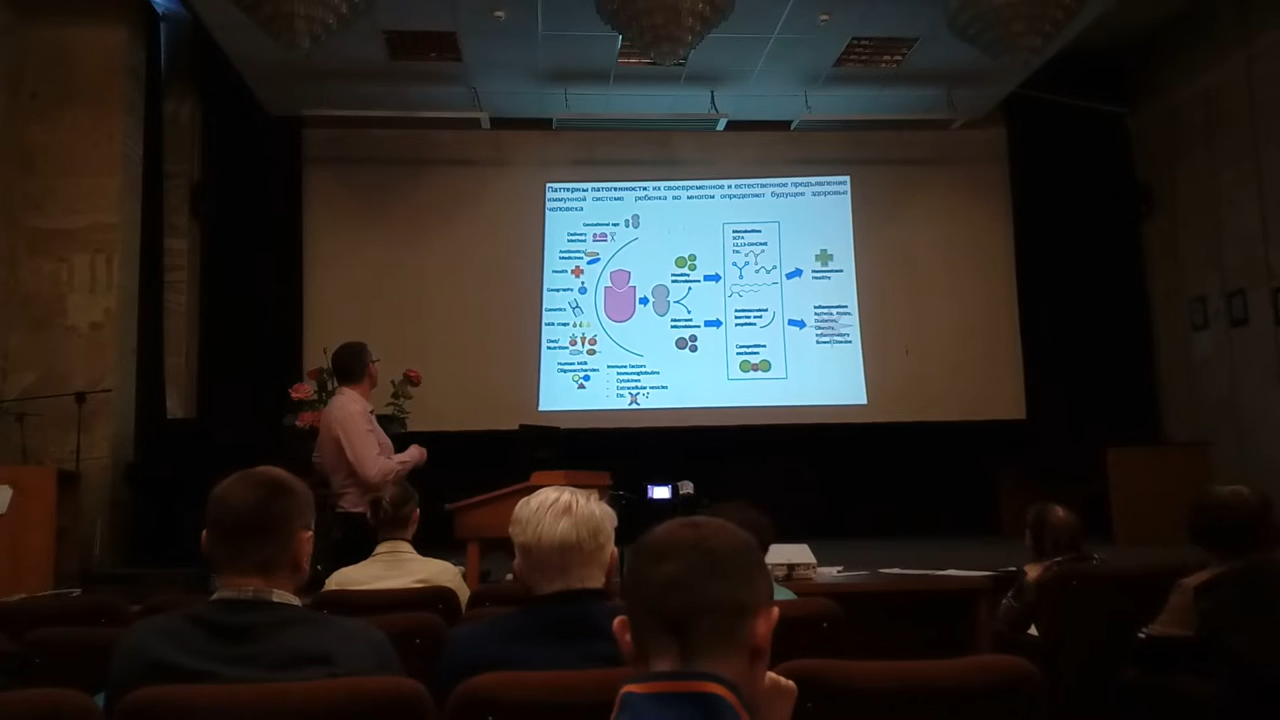 Паттерны патогенности: их своевременное и естественное предъявление
иммунной системе ребенка во многом определяет будущее здоровье
человека
Gestational age
Delivery
Method
Antibiotics/
Medicines
Health
Geography
Genetics
Milk stage
Diet/
Nutrition
Human Milk
Oligosaccharides
Immune factors
- Immunoglobulins
- Cytokines
- Extracellular vesicles
- Etc.
Healthy
Microbiome
Aberrant
Microbiome
Metabolites
SCFA
12,13-DiHOME
Etc.
Antimicrobial
barrier and
peptides
Competitive
exclusion
Homeostasis
Healthy
Inflammation
Asthma, Atopy,
Diabetes,
Obesity,
Inflammatory
Bowel Disease